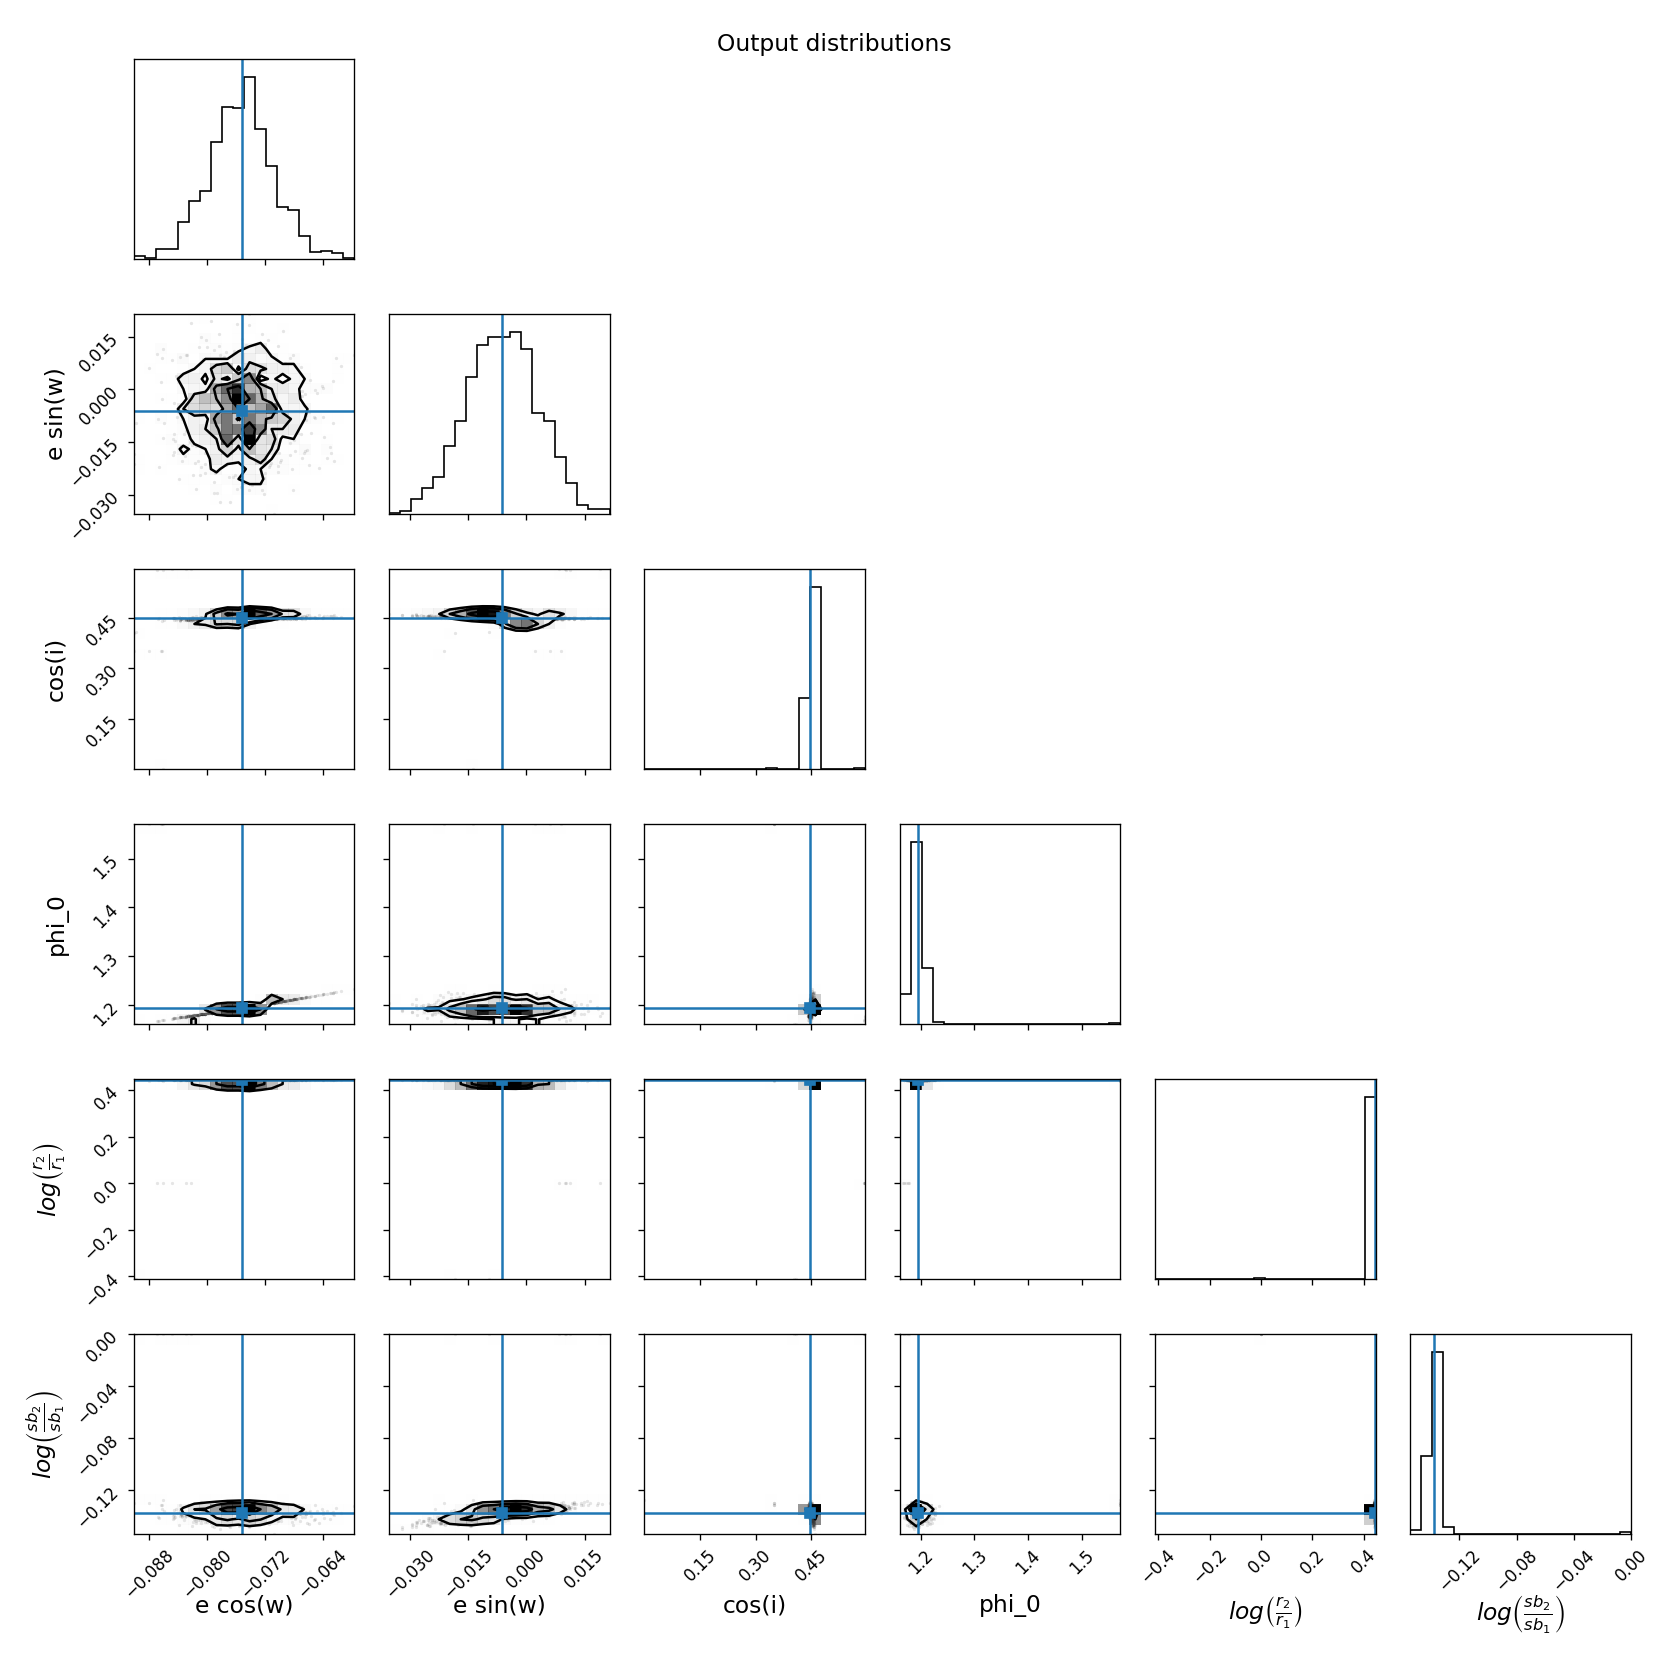 Output distributions
e sin(w)
0.015
0.000
−0.015
−0.030
cos(i)
0.45
0.30
0.15
phi_0
1.5
1.4
1.3
1.2
log(r2/r1)
0.4
0.2
0.0
−0.2
−0.4
log(sb2/sb1)
0.00
−0.04
−0.08
−0.12
−0.088 −0.080 −0.072 −0.064 −0.030 −0.015 0.000 0.015 0.15 0.30 0.45 1.2 1.3 1.4 1.5 −0.4 −0.2 0.0 0.2 0.4 −0.12 −0.08 −0.04 0.00
e cos(w) e sin(w) cos(i) phi_0 log(r2/r1) log(sb2/sb1)